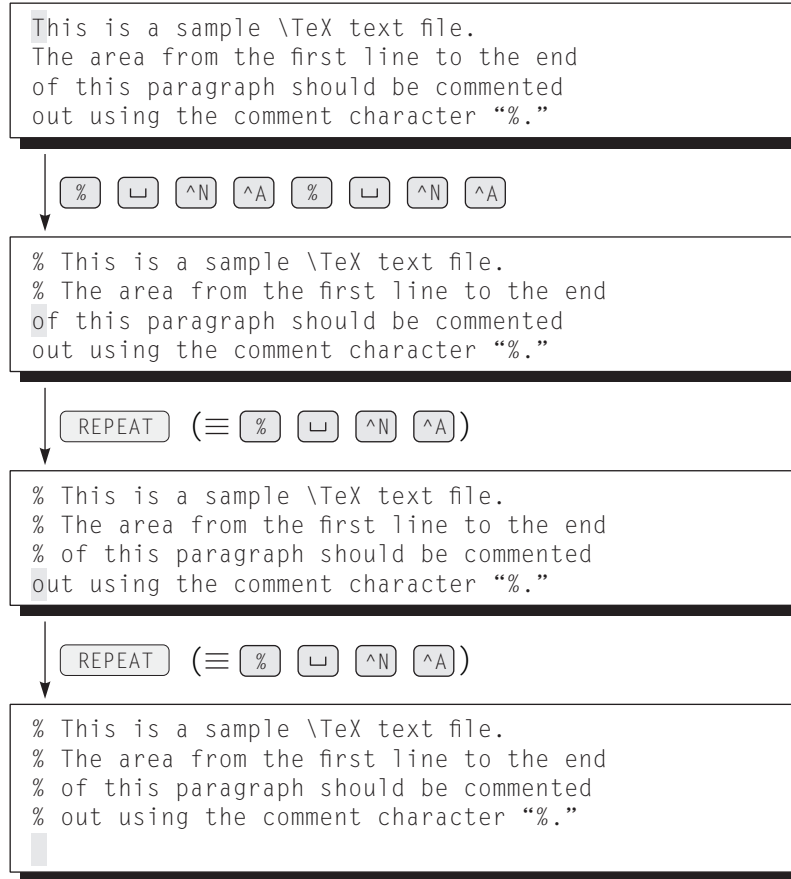 This is a sample \TeX text file.
The area from the first line to the end
of this paragraph should be commented
out using the comment character “%.”
% ␣ ^N ^A % ␣ ^N ^A
% This is a sample \TeX text file.
% The area from the first line to the end
of this paragraph should be commented
out using the comment character “%.”
REPEAT (≡ % ␣ ^N ^A)
% This is a sample \TeX text file.
% The area from the first line to the end
% of this paragraph should be commented
out using the comment character “%.”
REPEAT (≡ % ␣ ^N ^A)
% This is a sample \TeX text file.
% The area from the first line to the end
% of this paragraph should be commented
% out using the comment character “%.”